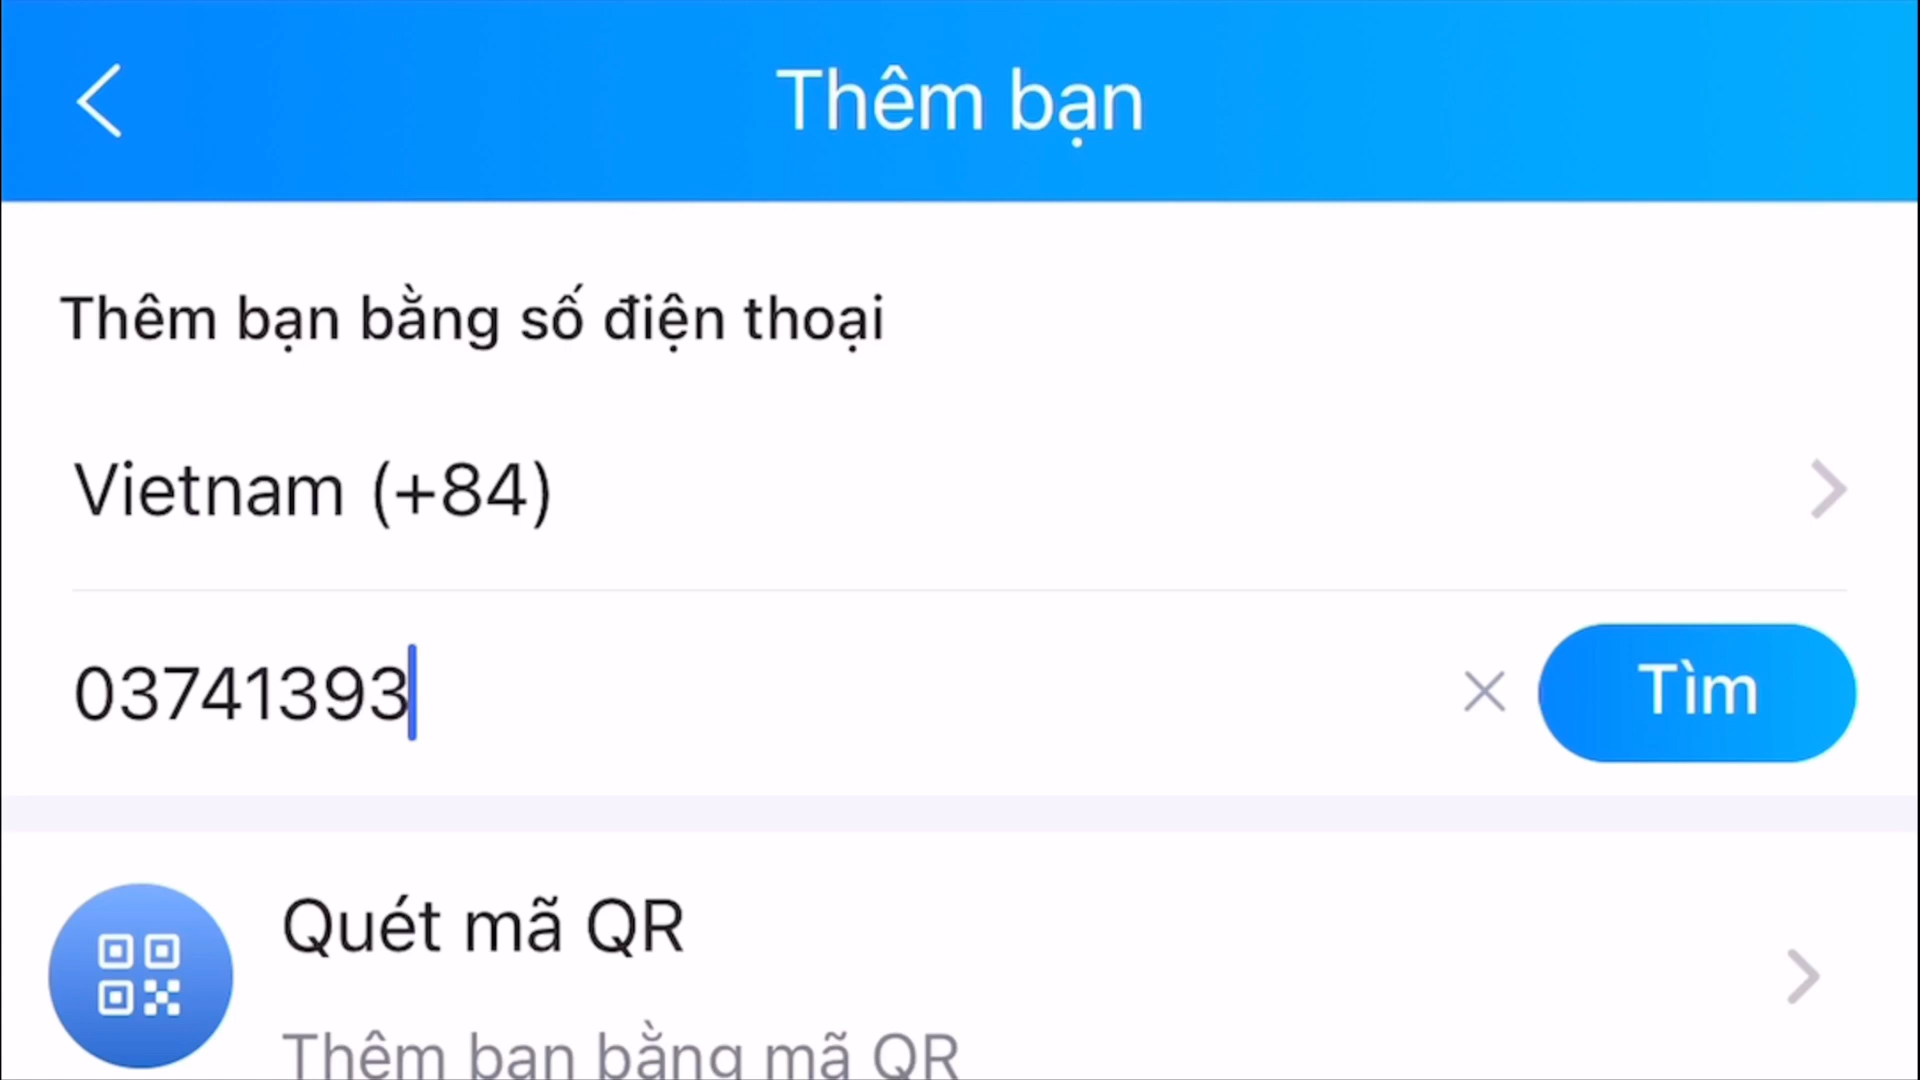 Thêm bạn
Thêm bạn bằng số điện thoại
Vietnam (+84)
03741393
Tìm
Quét mã QR
Thêm bạn bằng mã QR